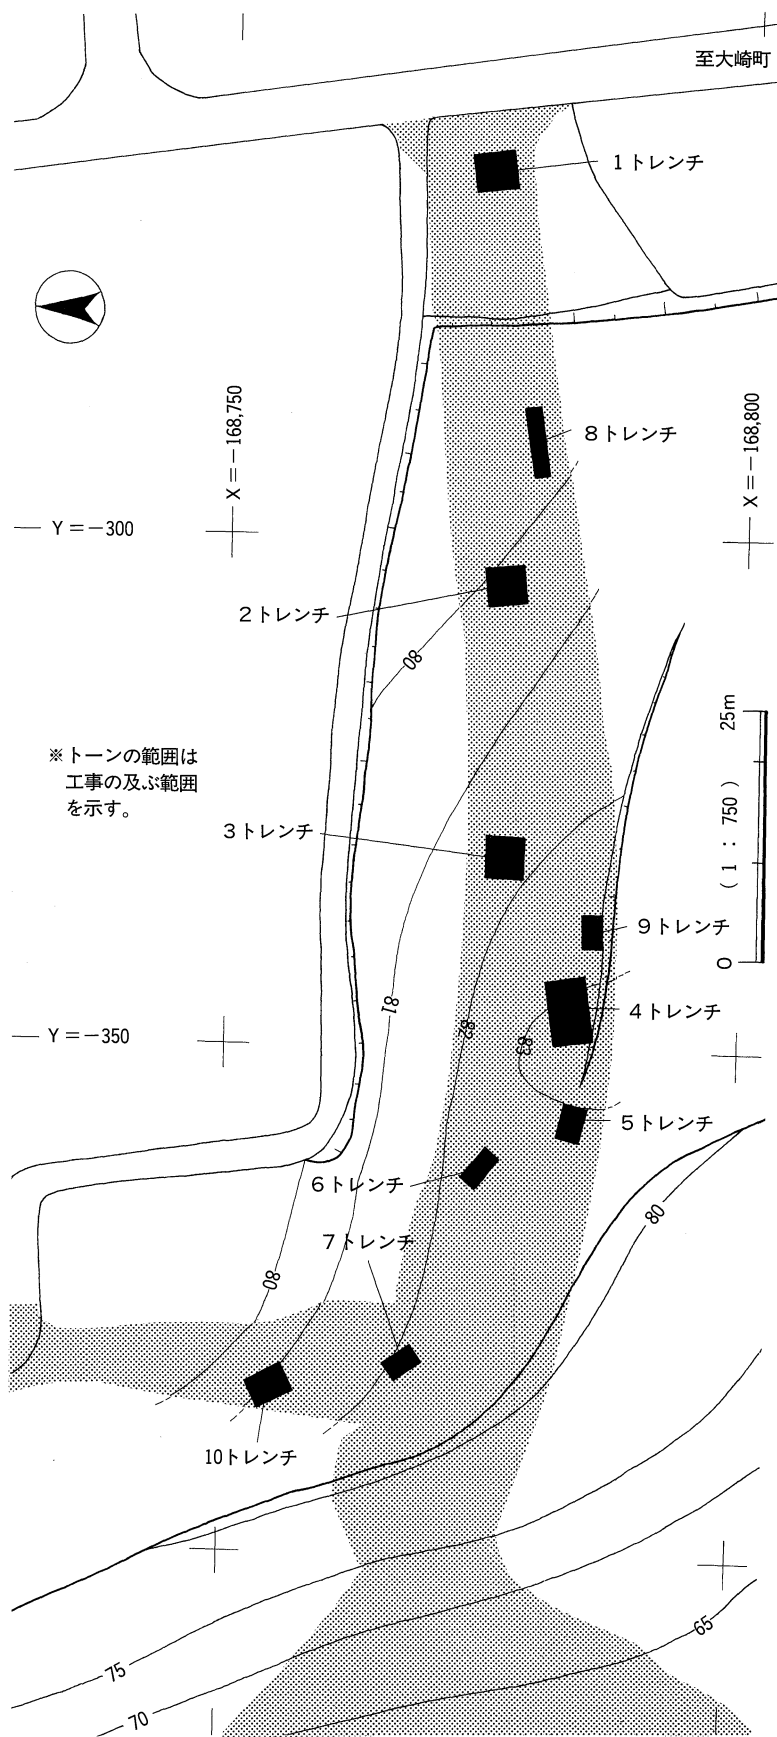 至大崎町
1トレンチ
X=-168,750
X=-168,800
8トレンチ
Y=-300
2トレンチ
80
※トーンの範囲は
工事の及ぶ範囲
を示す。
25m
(1:750)
0
3トレンチ
9トレンチ
81
82
83
4トレンチ
Y=-350
5トレンチ
6トレンチ
80
7トレンチ
80
10トレンチ
65
75
70